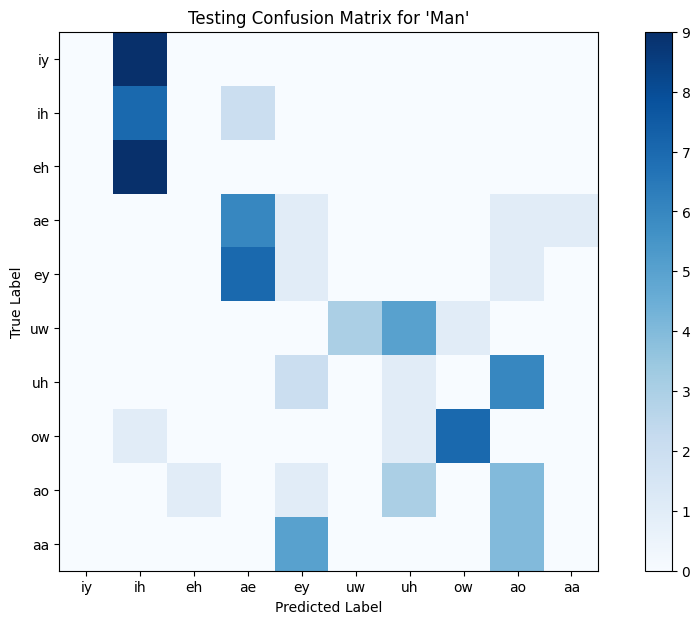 Testing Confusion Matrix for 'Man'
True Label
iy
ih
eh
ae
ey
uw
uh
ow
ao
aa
iy ih eh ae ey uw uh ow ao aa
Predicted Label
9
8
7
6
5
4
3
2
1
0